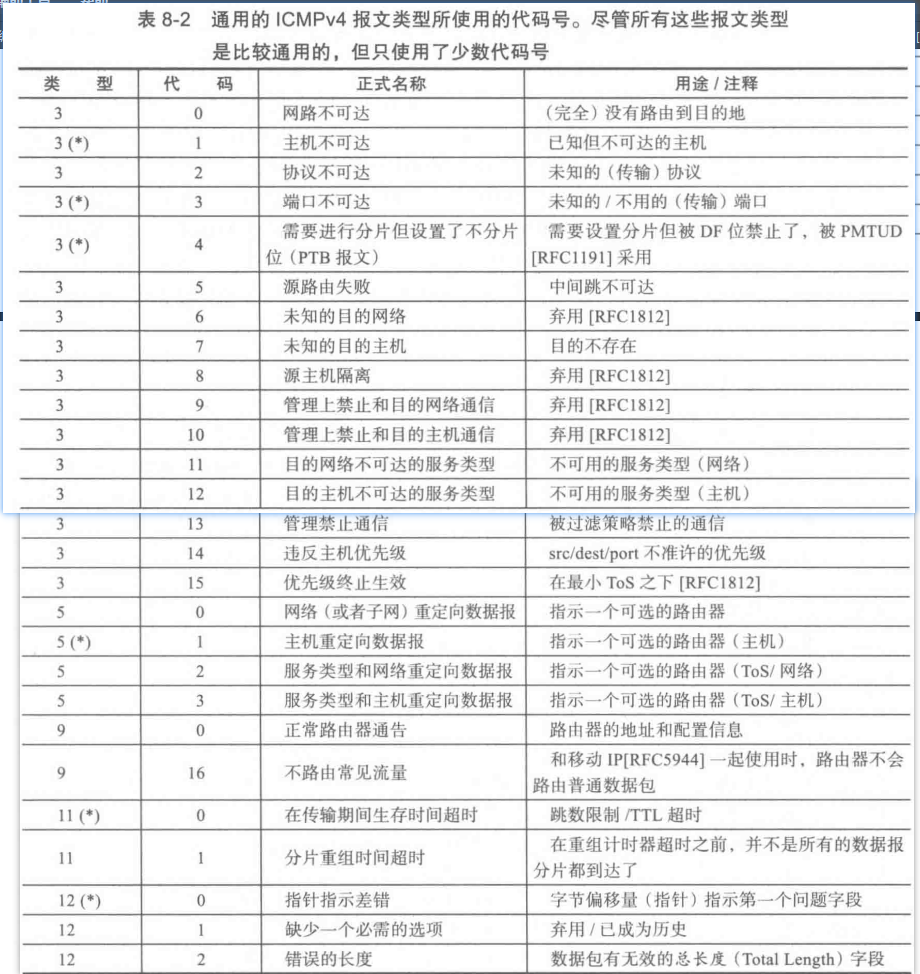 表 8-2 通用的 ICMPv4 报文类型所使用的代码号。尽管所有这些报文类型
是比较通用的，但只使用了少数代码号
类 型 代 码 正式名称 用途 / 注释
3 0 网路不可达 （完全）没有路由到目的地
3 (*) 1 主机不可达 已知但不可达的主机
3 2 协议不可达 未知的（传输）协议
3 (*) 3 端口不可达 未知的 / 不用的（传输）端口
3 (*) 4 需要进行分片但设置了不分片 需要设置分片但被 DF 位禁止了，被 PMTUD
位（PTB 报文） [RFC1191] 采用
3 5 源路由失败 中间跳不可达
3 6 未知的目的网络 弃用 [RFC1812]
3 7 未知的目的主机 目的不存在
3 8 源主机隔离 弃用 [RFC1812]
3 9 管理上禁止和目的网络通信 弃用 [RFC1812]
3 10 管理上禁止和目的主机通信 弃用 [RFC1812]
3 11 目的网络不可达的服务类型 不可用的服务类型（网络）
3 12 目的主机不可达的服务类型 不可用的服务类型（主机）
3 13 管理禁止通信 被过滤策略禁止的通信
3 14 违反主机优先级 src/dest/port 不准许的优先级
3 15 优先级终止生效 在最小 ToS 之下 [RFC1812]
5 0 网络（或者子网）重定向数据报 指示一个可选的路由器
5 (*) 1 主机重定向数据报 指示一个可选的路由器（主机）
5 2 服务类型和网络重定向数据报 指示一个可选的路由器（ToS/ 网络）
5 3 服务类型和主机重定向数据报 指示一个可选的路由器（ToS/ 主机）
9 0 正常路由器通告 路由器的地址和配置信息
9 16 不路由常见流量 和移动 IP[RFC5944] 一起使用时，路由器不会
路由普通数据包
11 (*) 0 在传输期间生存时间超时 跳数限制 /TTL 超时
11 1 分片重组时间超时 在重组计时器超时之前，并不是所有的数据报
分片都到达了
12 (*) 0 指针指示差错 字节偏移量（指针）指示第一个问题字段
12 1 缺少一个必需的选项 弃用 / 已成为历史
12 2 错误的长度 数据包有无效的总长度（Total Length）字段